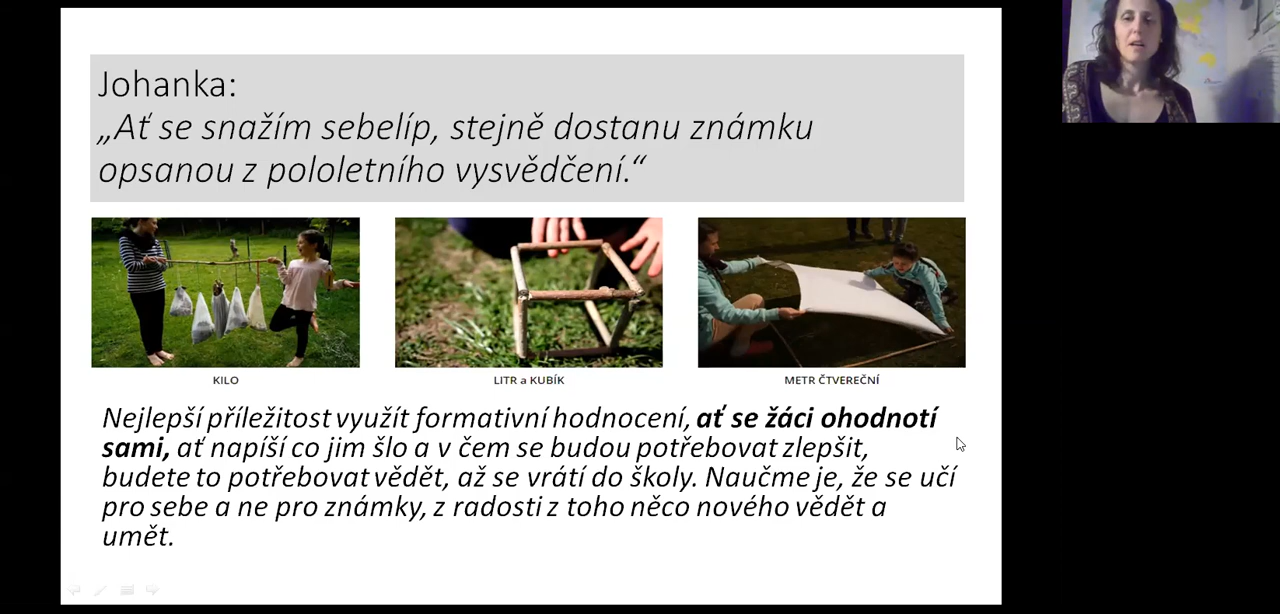 Johanka:
„Ať se snažím sebelíp, stejně dostanu známku
opsanou z pololetního vysvědčení.“
KILO
LITR a KUBÍK
METR ČTVEREČNÍ
Nejlepší příležitost využít formativní hodnocení, ať se žáci ohodnotí
sami, ať napíší co jim šlo a v čem se budou potřebovat zlepšit,
budete to potřebovat vědět, až se vrátí do školy. Naučme je, že se učí
pro sebe a ne pro známky, z radosti z toho něco nového vědět a
umět.